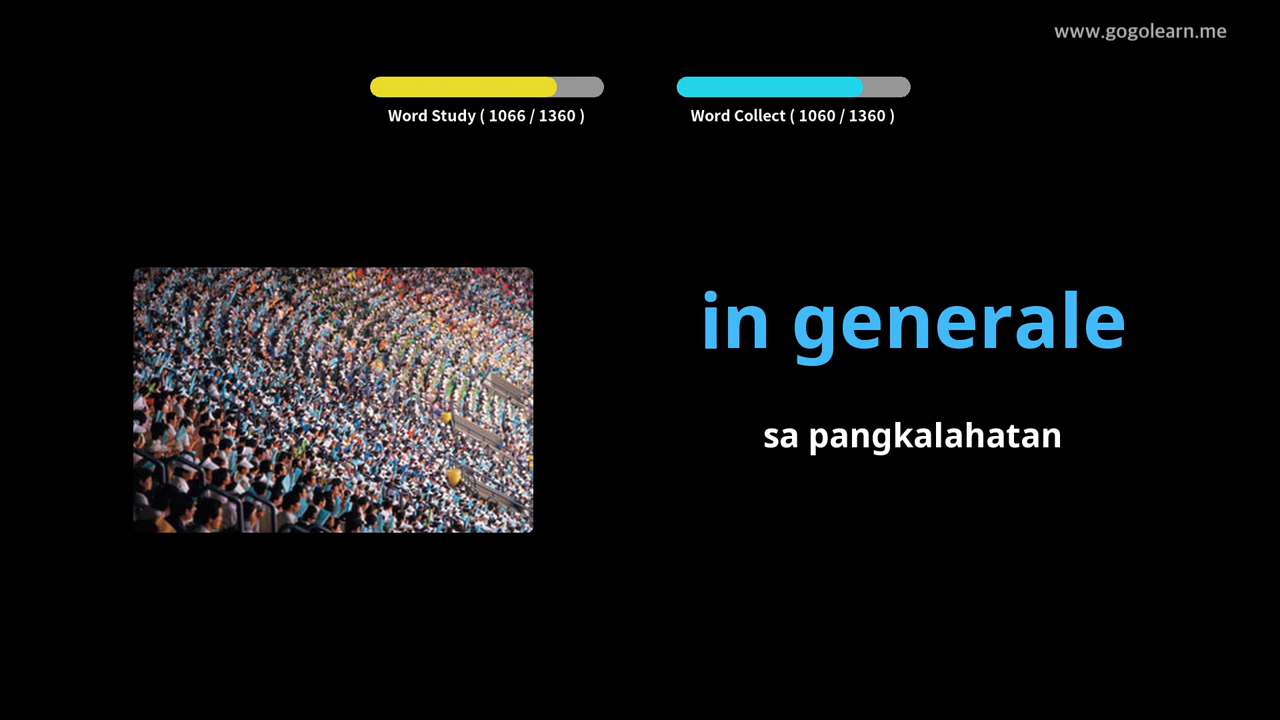 www.gogolearn.me
Word Study ( 1066 / 1360 )
Word Collect ( 1060 / 1360 )
in generale
sa pangkalahatan